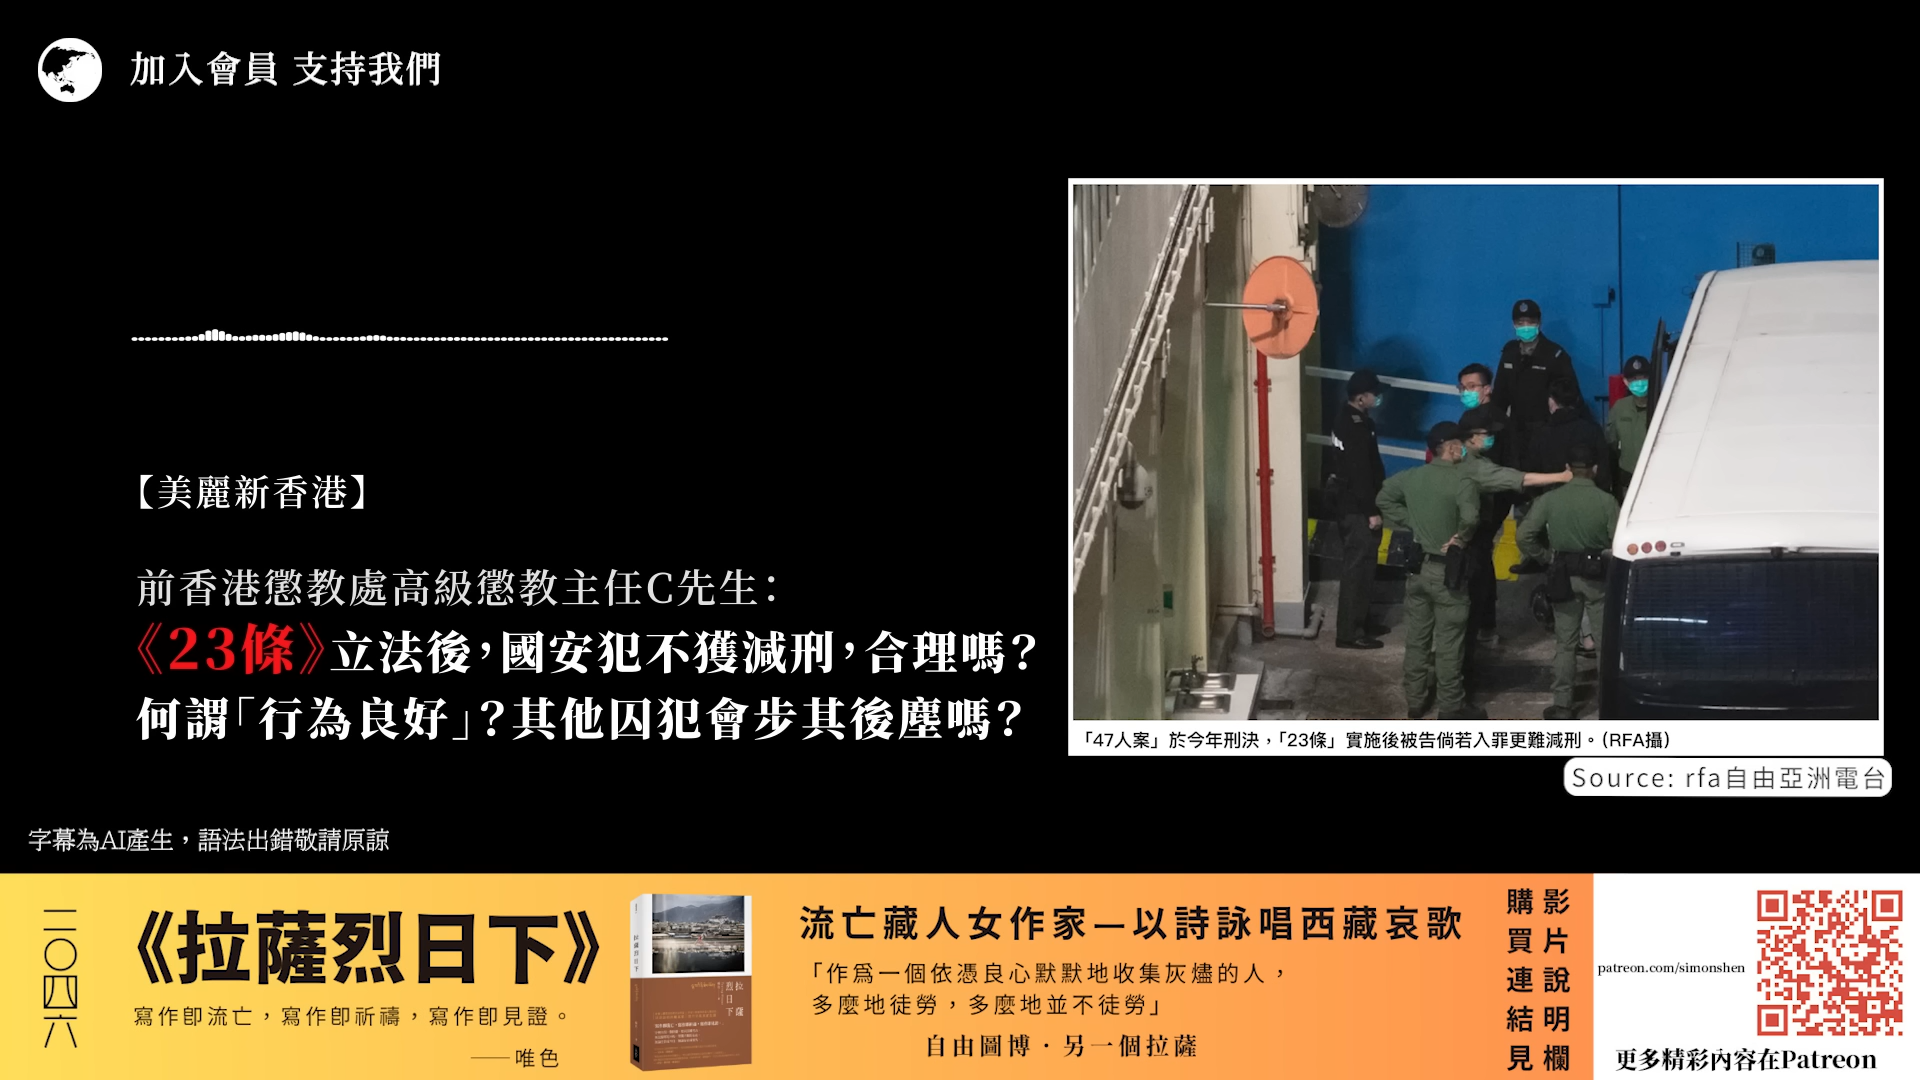 加入會員 支持我們
【美麗新香港】
前香港懲教處高級懲教主任C先生：
《23條》立法後，國安犯不獲減刑，合理嗎？
何謂「行為良好」？其他囚犯會步其後塵嗎？
「47人案」於今年刑決，「23條」實施後被告倘若入罪更難減刑。（RFA攝）
Source: rfa自由亞洲電台
字幕為AI產生，語法出錯敬請原諒
二〇四六
《拉薩烈日下》
寫作即流亡，寫作即祈禱，寫作即見證。
——唯色
拉薩
烈日下
流亡藏人女作家—以詩詠唱西藏哀歌
「作爲一個依憑良心默默地收集灰燼的人，
多麼地徒勞，多麼地並不徒勞」
自由圖博．另一個拉薩
影片說明欄
購買連結見
patreon.com/simonshen
更多精彩內容在Patreon